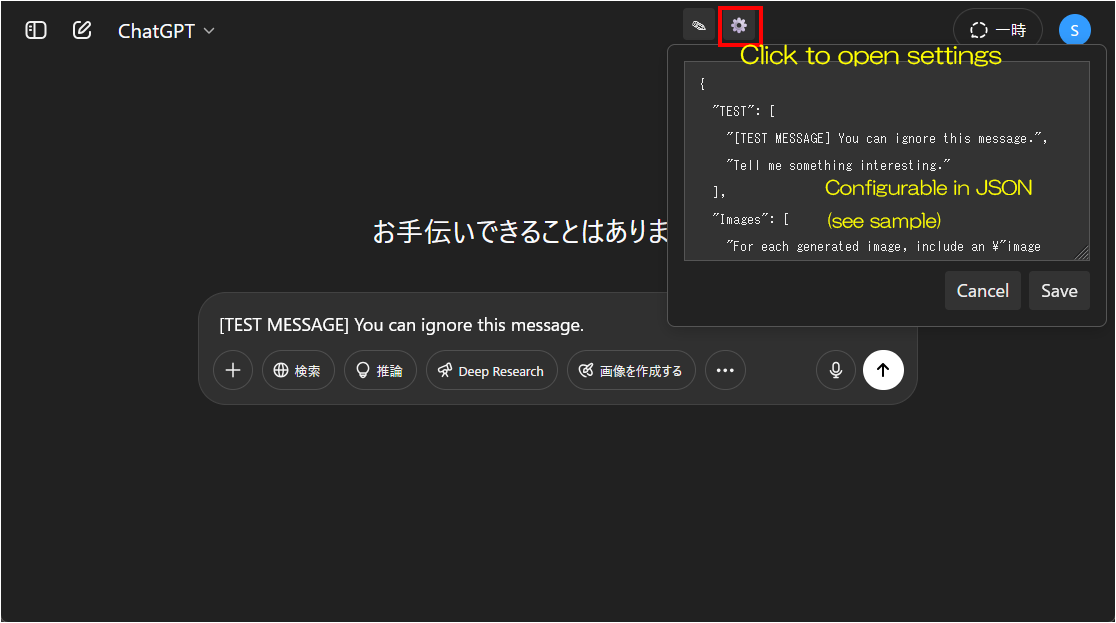 ChatGPT
一時
S
Click to open settings
{
"TEST": [
"[TEST MESSAGE] You can ignore this message.",
"Tell me something interesting."
],
Configurable in JSON
"Images": [
(see sample)
"For each generated image, include an ¥"image
お手伝いできることはありま
Cancel
Save
[TEST MESSAGE] You can ignore this message.
検索
推論
Deep Research
画像を作成する